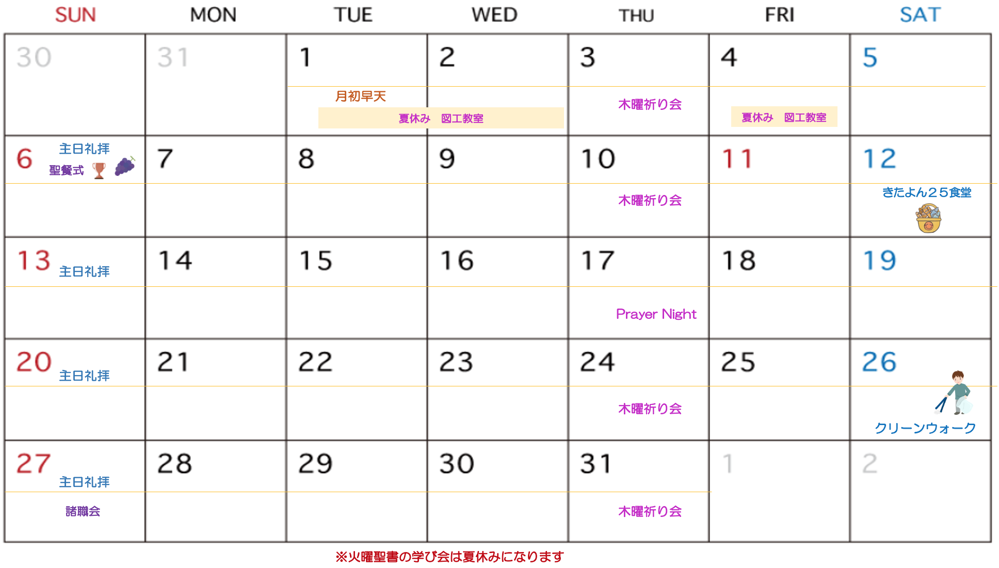 SUN MON TUE WED THU FRI SAT
30 31 1 2 3 4 5
月初早天
木曜祈り会
夏休み　図工教室
夏休み　図工教室
6 主日礼拝 7 8 9 10 11 12
聖餐式
木曜祈り会
きたよん２５食堂
13 主日礼拝 14 15 16 17 18 19
Prayer Night
20 主日礼拝 21 22 23 24 25 26
木曜祈り会
クリーンウォーク
27 28 29 30 31 1 2
主日礼拝
諸職会
木曜祈り会
※火曜聖書の学び会は夏休みになります